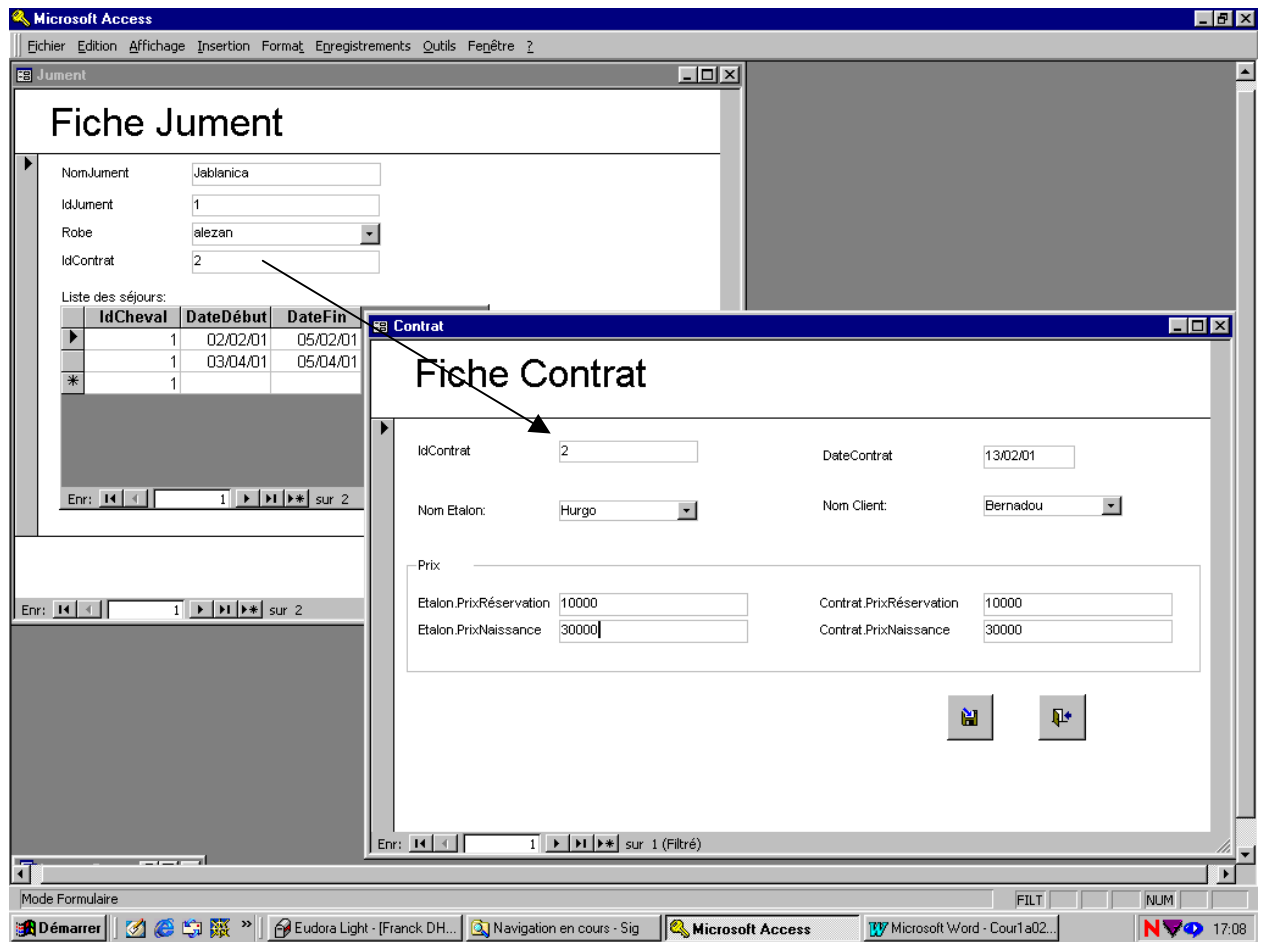 Microsoft Access
Fichier Edition Affichage Insertion Format Enregistrements Outils Fenêtre ?
Jument
Fiche Jument
NomJument Jablanica
IdJument 1
Robe alezan
IdContrat 2
Liste des séjours:
IdCheval DateDébut DateFin
1 02/02/01 05/02/01
1 03/04/01 05/04/01
1
Enr: 1 sur 2
Enr: 1 sur 2
Contrat
Fiche Contrat
IdContrat 2 DateContrat 13/02/01
Nom Etalon: Hurgo Nom Client: Bernadou
Prix
Etalon.PrixRéservation 10000 Contrat.PrixRéservation 10000
Etalon.PrixNaissance 30000 Contrat.PrixNaissance 30000
Enr: 1 sur 1 (Filtré)
Mode Formulaire FILT NUM
Démarrer » Eudora Light - [Franck DH... Navigation en cours - Sig Microsoft Access Microsoft Word - Cour1a02... 17:08